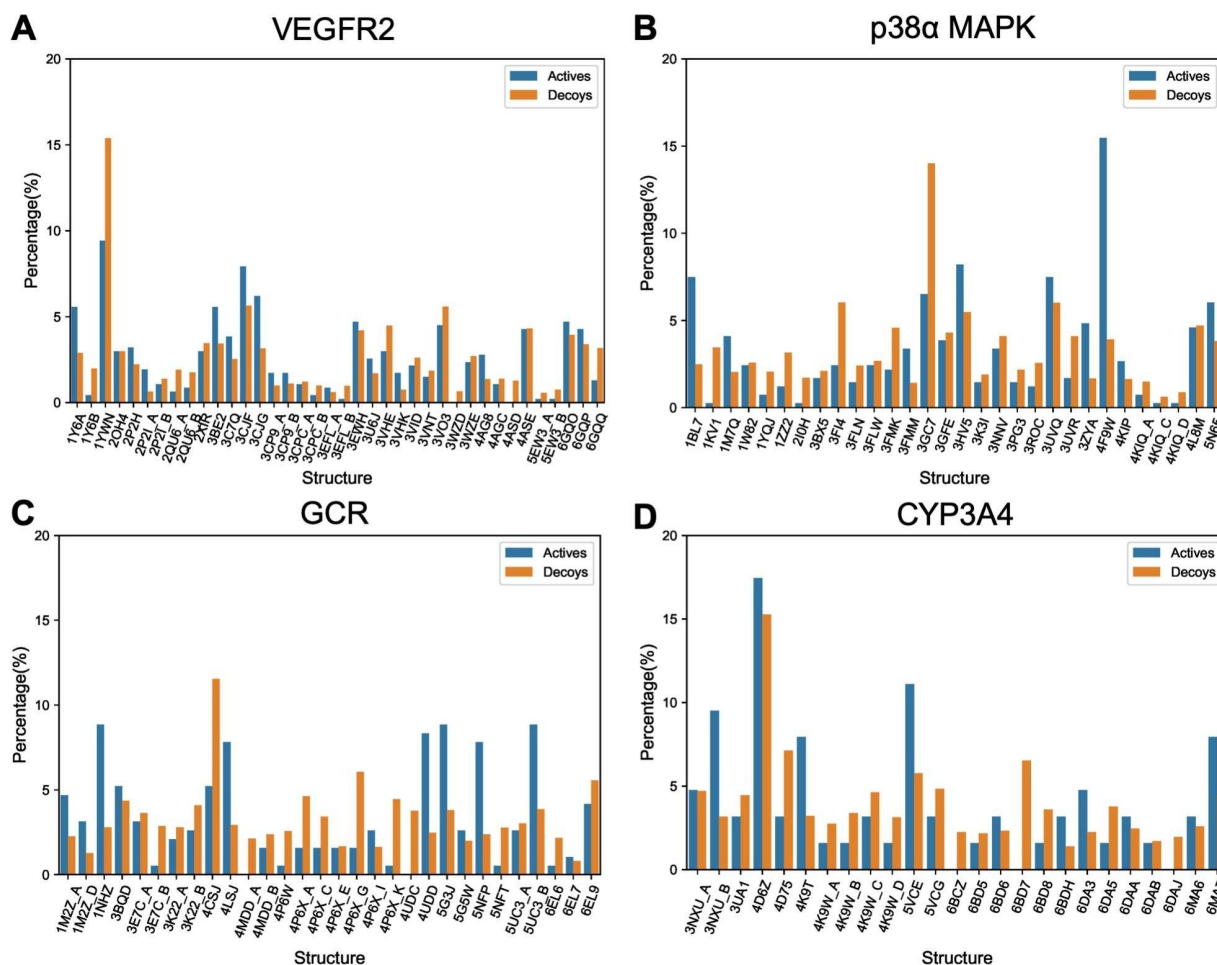 A
VEGFR2
Percentage(%)
20
15
10
5
0
Actives
Decoys
1Y6A
1Y6B
1YWN
2OH4
2P2H
2P2I_A
2P2I_B
2QU6_A
2QU6_B
2XIR
3BE2
3C7Q
3CJF
3CJG
3CP9_A
3CP9_B
3CPC_A
3CPC_B
3EFL_A
3EFL_B
3EWH
3U6J
3VHE
3VHK
3VID
3VNT
3VO3
3WZD
3WZE
4AG8
4AGC
4ASD
4ASE
5EW3_A
5EW3_B
6GQO
6GQP
6GQQ
Structure
B
p38α MAPK
Percentage(%)
20
15
10
5
0
Actives
Decoys
1BL7
1KV1
1M7Q
1W82
1YQJ
1ZZ2
2I0H
3BX5
3FI4
3FLN
3FLW
3FMK
3FMM
3GC7
3GFE
3HV5
3K3I
3NNV
3PG3
3ROC
3UVQ
3UVR
3ZYA
4F9W
4KIP
4KIQ_A
4KIQ_C
4KIQ_D
4L8M
5N65
Structure
C
GCR
Percentage(%)
20
15
10
5
0
Actives
Decoys
1M2Z_A
1M2Z_D
1NHZ
3BQD
3E7C_A
3E7C_B
3K22_A
3K22_B
4CSJ
4LSJ
4MDD_A
4MDD_B
4P6W
4P6X_A
4P6X_C
4P6X_E
4P6X_G
4P6X_I
4P6X_K
4UDC
4UDD
5G3J
5G5W
5NFP
5NFT
5UC3_A
5UC3_B
6EL6
6EL7
6EL9
Structure
D
CYP3A4
Percentage(%)
20
15
10
5
0
Actives
Decoys
3NXU_A
3NXU_B
3UA1
4D6Z
4D75
4K9T
4K9W_A
4K9W_B
4K9W_C
4K9W_D
5VCE
5VCG
6BCZ
6BD5
6BD6
6BD7
6BD8
6BDH
6DA3
6DA5
6DAA
6DAB
6DAJ
6MA6
Structure